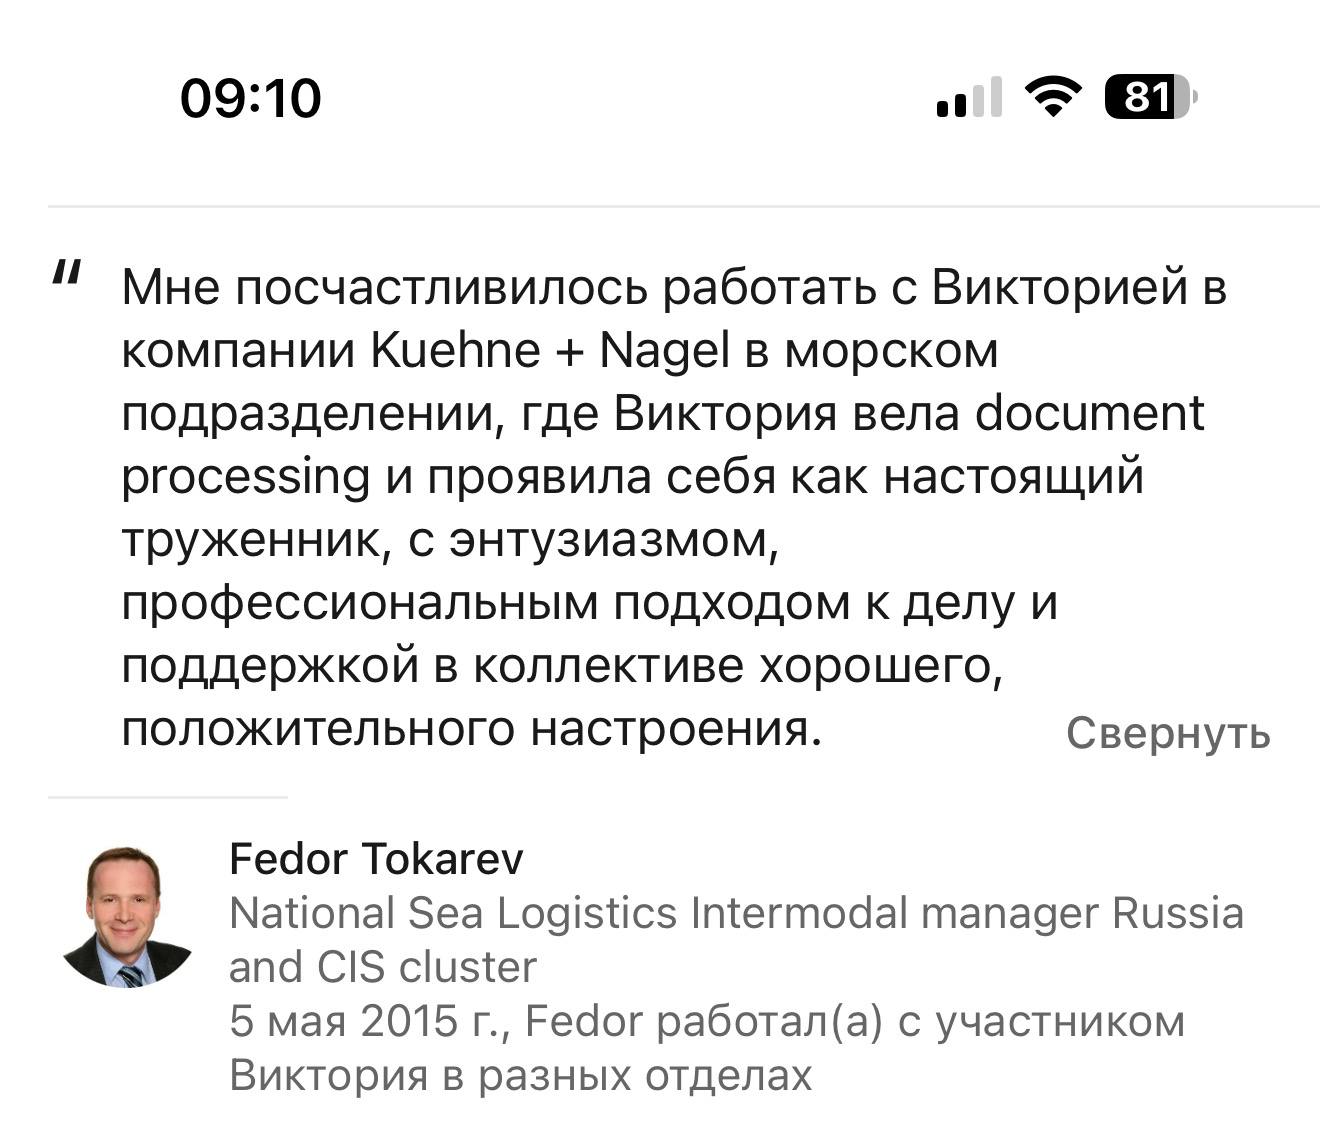 09:10
81
“ Мне посчастливилось работать с Викторией в
компании Kuehne + Nagel в морском
подразделении, где Виктория вела document
processing и проявила себя как настоящий
труженник, с энтузиазмом,
профессиональным подходом к делу и
поддержкой в коллективе хорошего,
положительного настроения.
Свернуть
Fedor Tokarev
National Sea Logistics Intermodal manager Russia
and CIS cluster
5 мая 2015 г., Fedor работал(а) с участником
Виктория в разных отделах